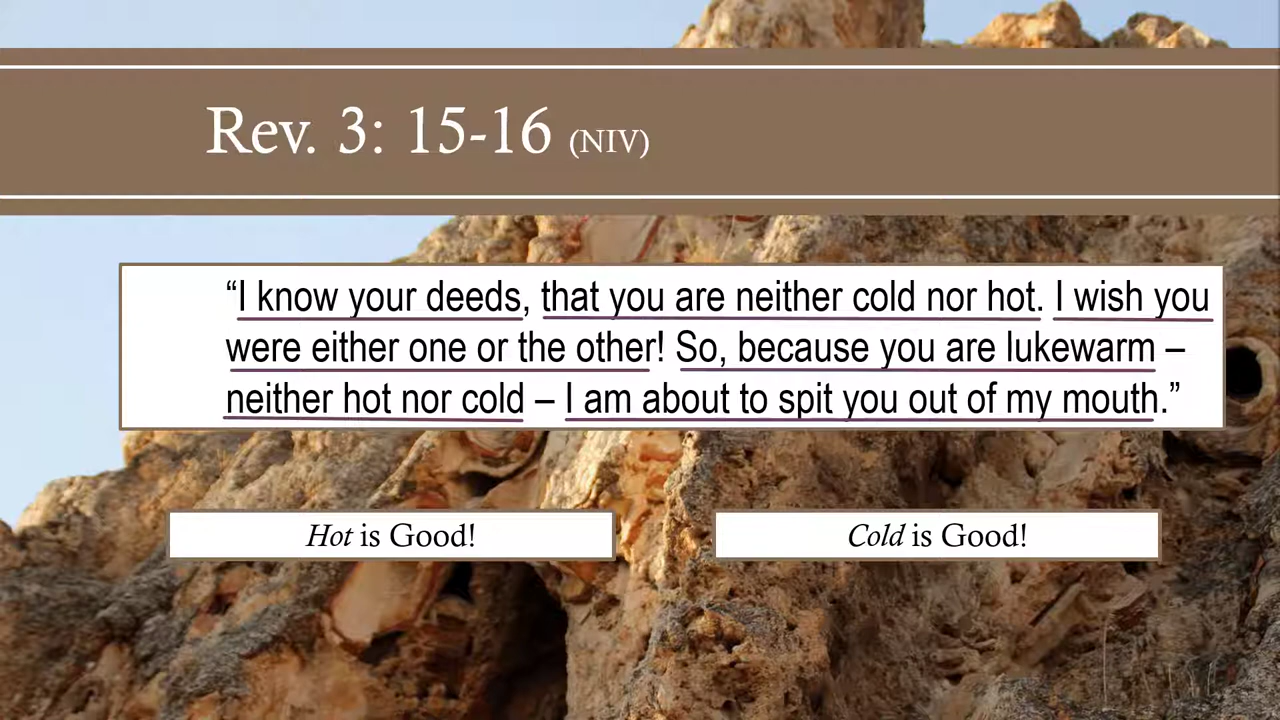 Rev. 3: 15-16 (NIV)
“I know your deeds, that you are neither cold nor hot. I wish you
were either one or the other! So, because you are lukewarm –
neither hot nor cold – I am about to spit you out of my mouth.”
Hot is Good!
Cold is Good!